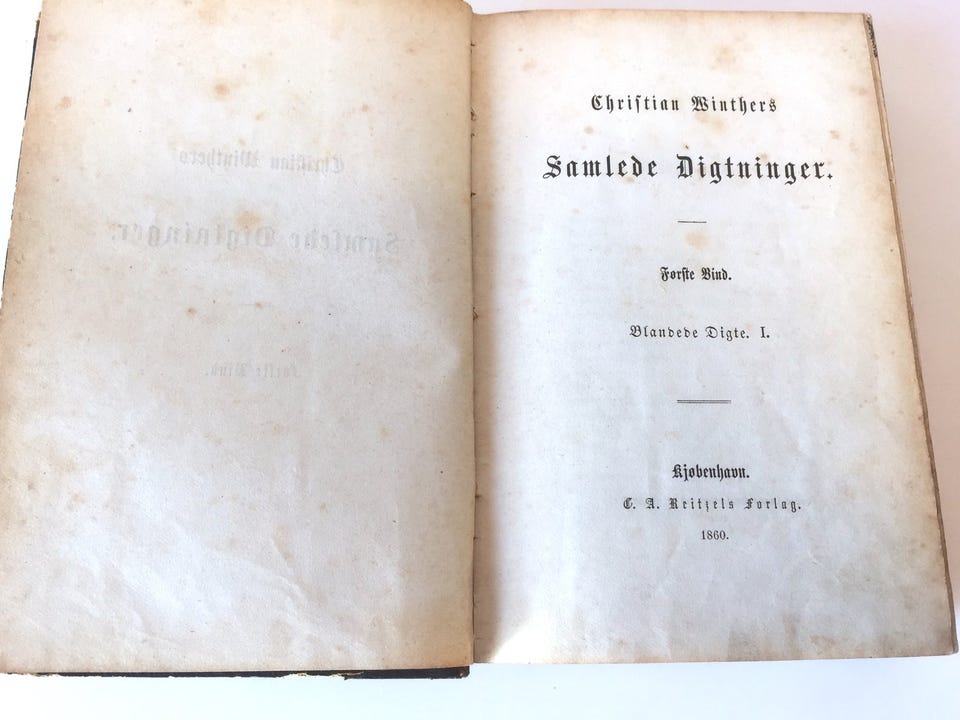 Christian Winthers
Samlede Digtninger.
Første Bind.
Blandede Digte. I.
Kjøbenhavn.
C. A. Reitzels Forlag.
1860.